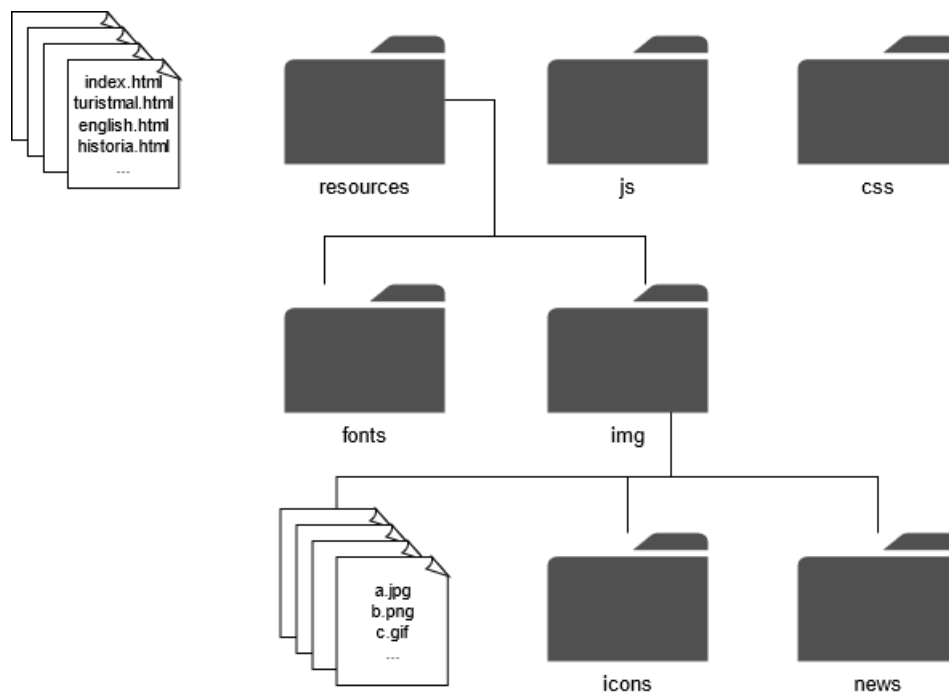 index.html
turistmal.html
english.html
historia.html
...
resources
js
css
fonts
img
a.jpg
b.png
c.gif
...
icons
news